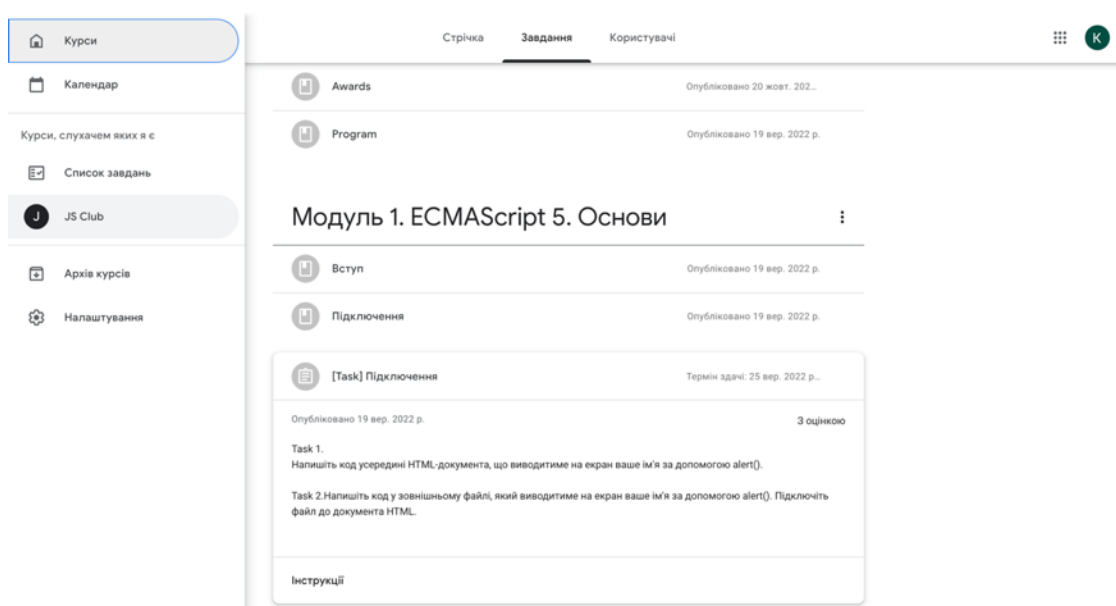 Курси
Стрічка
Завдання
Користувачі
K
Календар
Awards
Опубліковано 20 жовт. 202...
Курси, слухачем яких я є
Program
Опубліковано 19 вер. 2022 р.
Список завдань
J
JS Club
Модуль 1. ECMAScript 5. Основи
Архів курсів
Вступ
Опубліковано 19 вер. 2022 р.
Налаштування
Підключення
Опубліковано 19 вер. 2022 р.
[Task] Підключення
Термін здачі: 25 вер. 2022 р...
Опубліковано 19 вер. 2022 р.
З оцінкою
Task 1.
Напишіть код усередині HTML-документа, що виводитиме на екран ваше ім'я за допомогою alert().
Task 2.Напишіть код у зовнішньому файлі, який виводитиме на екран ваше ім'я за допомогою alert(). Підключіть
файл до документа HTML.
Інструкції